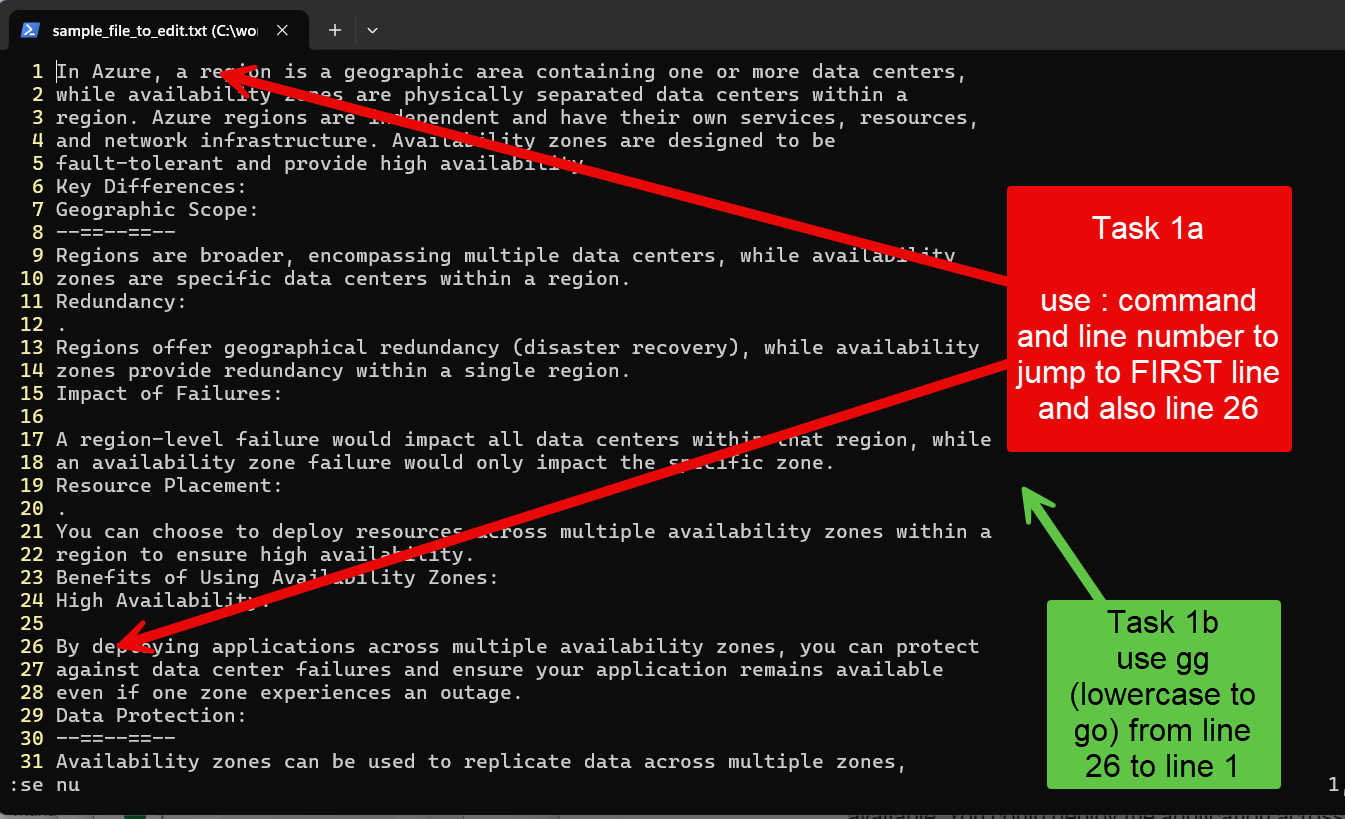 sample_file_to_edit.txt (C:\wo
1 In Azure, a region is a geographic area containing one or more data centers,
2 while availability zones are physically separated data centers within a
3 region. Azure regions are independent and have their own services, resources,
4 and network infrastructure. Availability zones are designed to be
5 fault-tolerant and provide high availability
6 Key Differences:
7 Geographic Scope:
8 --==--==--
9 Regions are broader, encompassing multiple data centers, while availability
10 zones are specific data centers within a region.
11 Redundancy:
12 .
13 Regions offer geographical redundancy (disaster recovery), while availability
14 zones provide redundancy within a single region.
15 Impact of Failures:
16
17 A region-level failure would impact all data centers within that region, while
18 an availability zone failure would only impact the specific zone.
19 Resource Placement:
20 .
21 You can choose to deploy resources across multiple availability zones within a
22 region to ensure high availability.
23 Benefits of Using Availability Zones:
24 High Availability:
25
26 By deploying applications across multiple availability zones, you can protect
27 against data center failures and ensure your application remains available
28 even if one zone experiences an outage.
29 Data Protection:
30 --==--==--
31 Availability zones can be used to replicate data across multiple zones,
:se nu
1,
Task 1a
use : command
and line number to
jump to FIRST line
and also line 26
Task 1b
use gg
(lowercase to
go) from line
26 to line 1